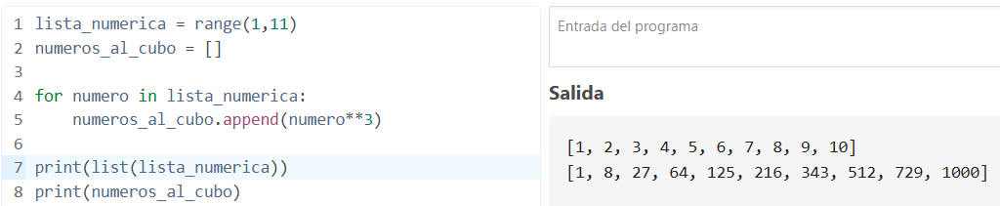 1 lista_numerica = range(1,11)
2 numeros_al_cubo = []
3
4 for numero in lista_numerica:
5     numeros_al_cubo.append(numero**3)
6
7 print(list(lista_numerica))
8 print(numeros_al_cubo)
Entrada del programa
Salida
[1, 2, 3, 4, 5, 6, 7, 8, 9, 10]
[1, 8, 27, 64, 125, 216, 343, 512, 729, 1000]